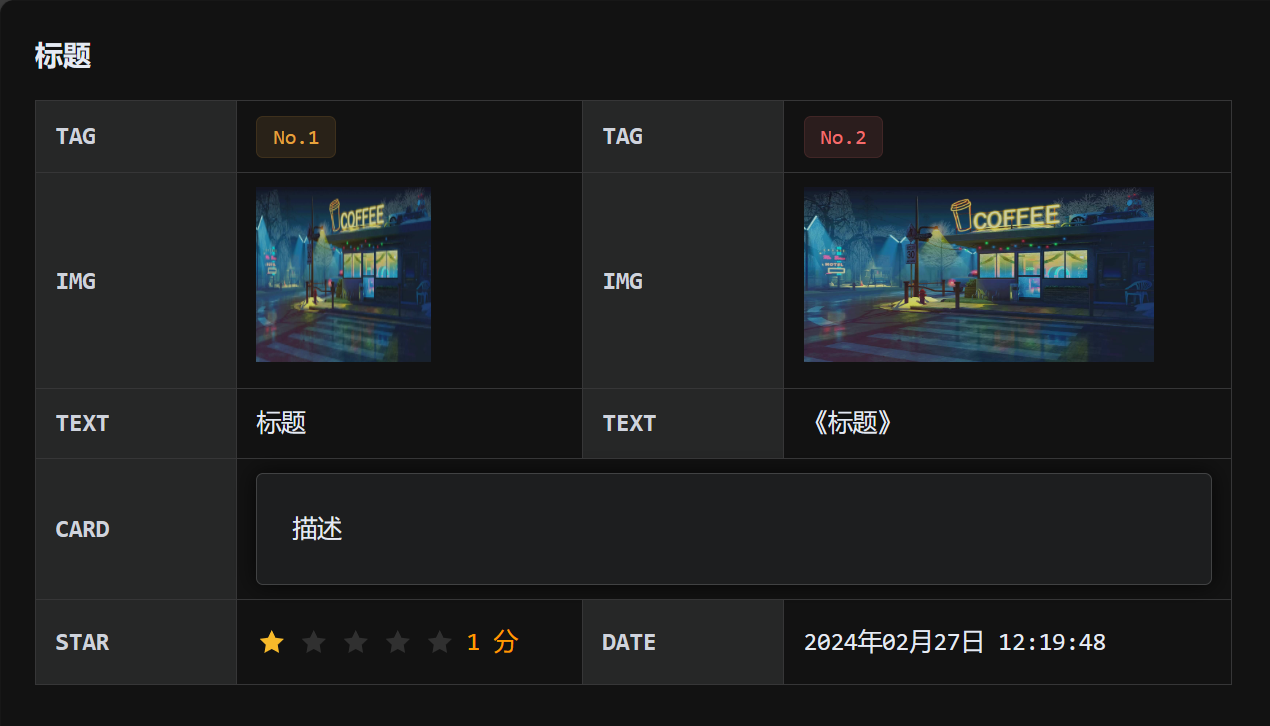 标题
TAG No.1 TAG No.2
IMG COFFEE MOTEL IMG COFFEE MOTEL
TEXT 标题 TEXT 《标题》
CARD 描述
STAR 1 分 DATE 2024年02月27日 12:19:48